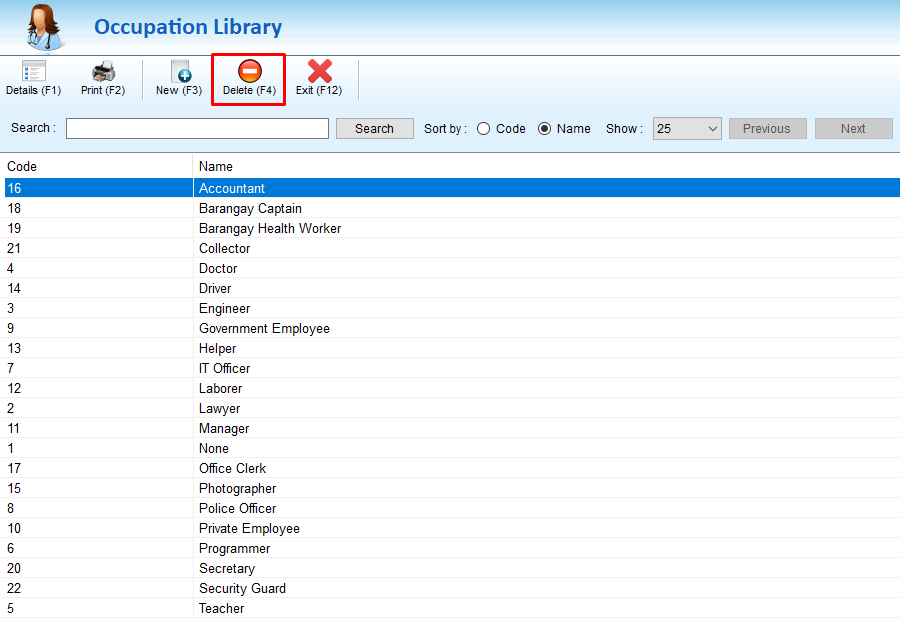 Occupation Library
Details (F1) Print (F2) New (F3) Delete (F4) Exit (F12)
Search : Search Sort by : Code Name Show : 25 Previous Next
Code Name
16 Accountant
18 Barangay Captain
19 Barangay Health Worker
21 Collector
4 Doctor
14 Driver
3 Engineer
9 Government Employee
13 Helper
7 IT Officer
12 Laborer
2 Lawyer
11 Manager
1 None
17 Office Clerk
15 Photographer
8 Police Officer
10 Private Employee
6 Programmer
20 Secretary
22 Security Guard
5 Teacher